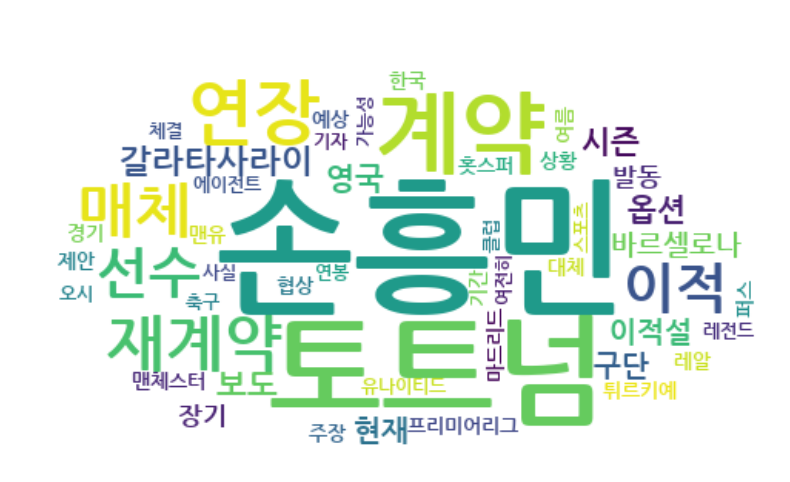 한국
연장
계약
예상
가능성
여름
체결
기자
시즌
갈라타사라이
홋스퍼
상황
에이전트
영국
발동
매체
손흥민
옵션
경기
맨유
클럽
스포츠
바르셀로나
제안
선수
사실
협상
연봉
기간
여전히
대체
이적
오시
축구
퍼스
재계약
토트넘
마드리드
이적설
레전드
맨체스터
보도
유나이티드
구단
레알
튀르키예
장기
주장
현재
프리미어리그